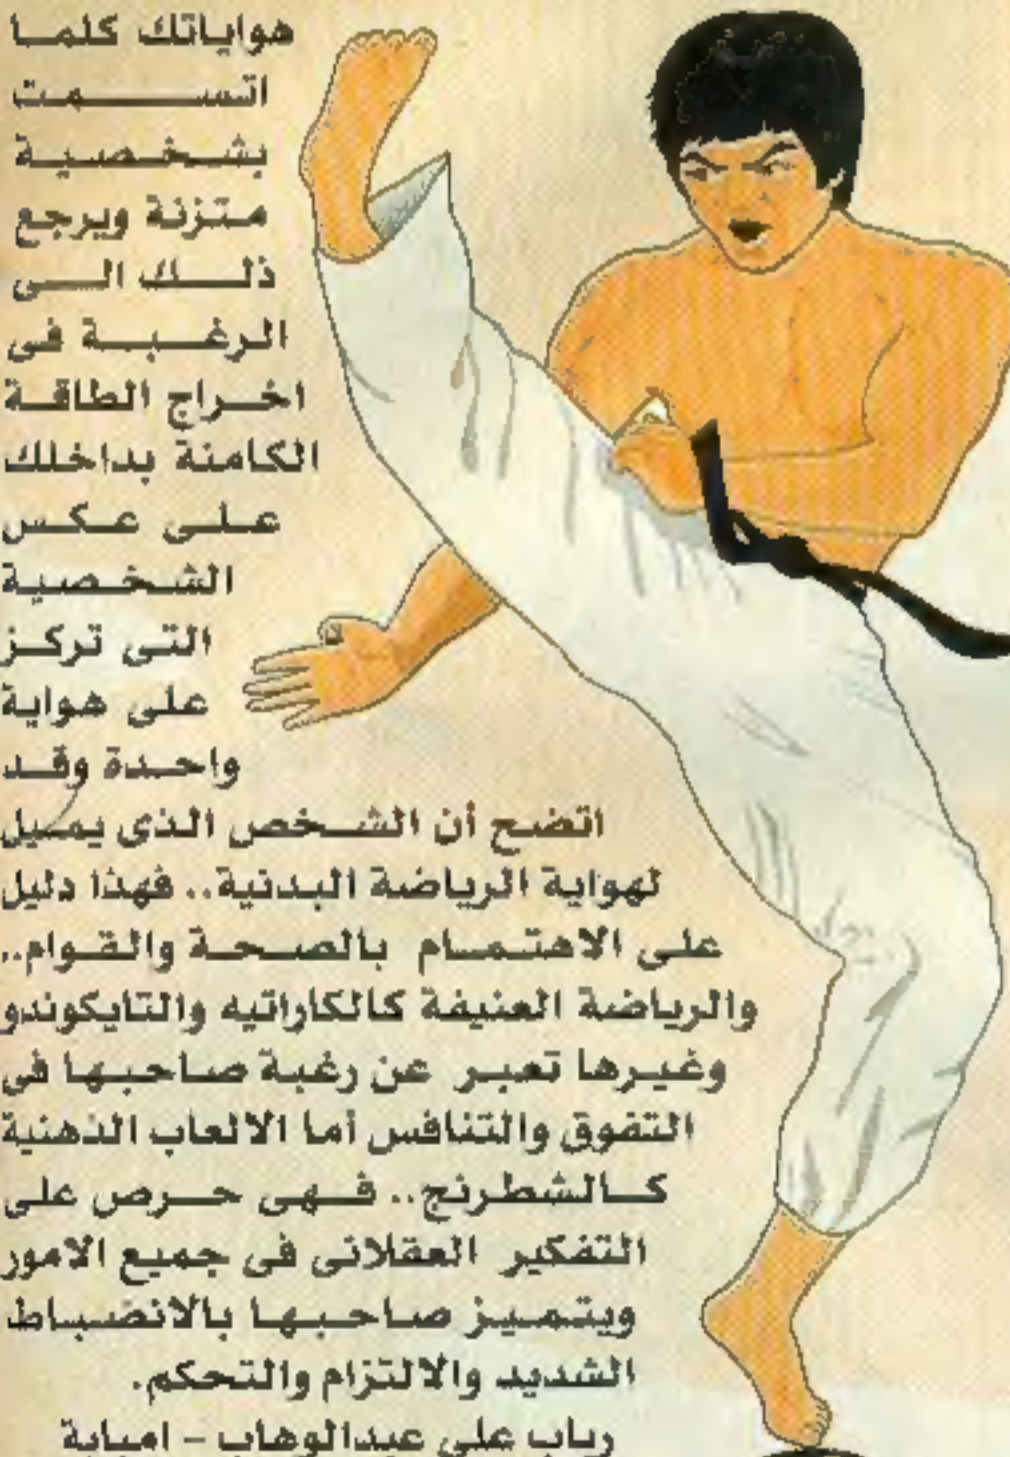 هواياتك كلما
اتسمت
بشخصية
متزنة ويرجع
ذلك الى
الرغبة فى
اخراج الطاقة
الكامنة بداخلك
على عكس
الشخصية
التى تركز
على هواية
واحدة وقد
اتضح أن الشخص الذى يميل
لهواية الرياضة البدنية.. فهذا دليل
على الاهتمام بالصحة والقوام..
والرياضة العنيفة كالكاراتيه والتايكوندو
وغيرها تعبر عن رغبة صاحبها فى
التفوق والتنافس أما الالعاب الذهنية
كالشطرنج.. فهى حرص على
التفكير العقلانى فى جميع الامور
ويتميز صاحبها بالانضباط
الشديد والالتزام والتحكم.
رباب على عبدالوهاب - امبابة